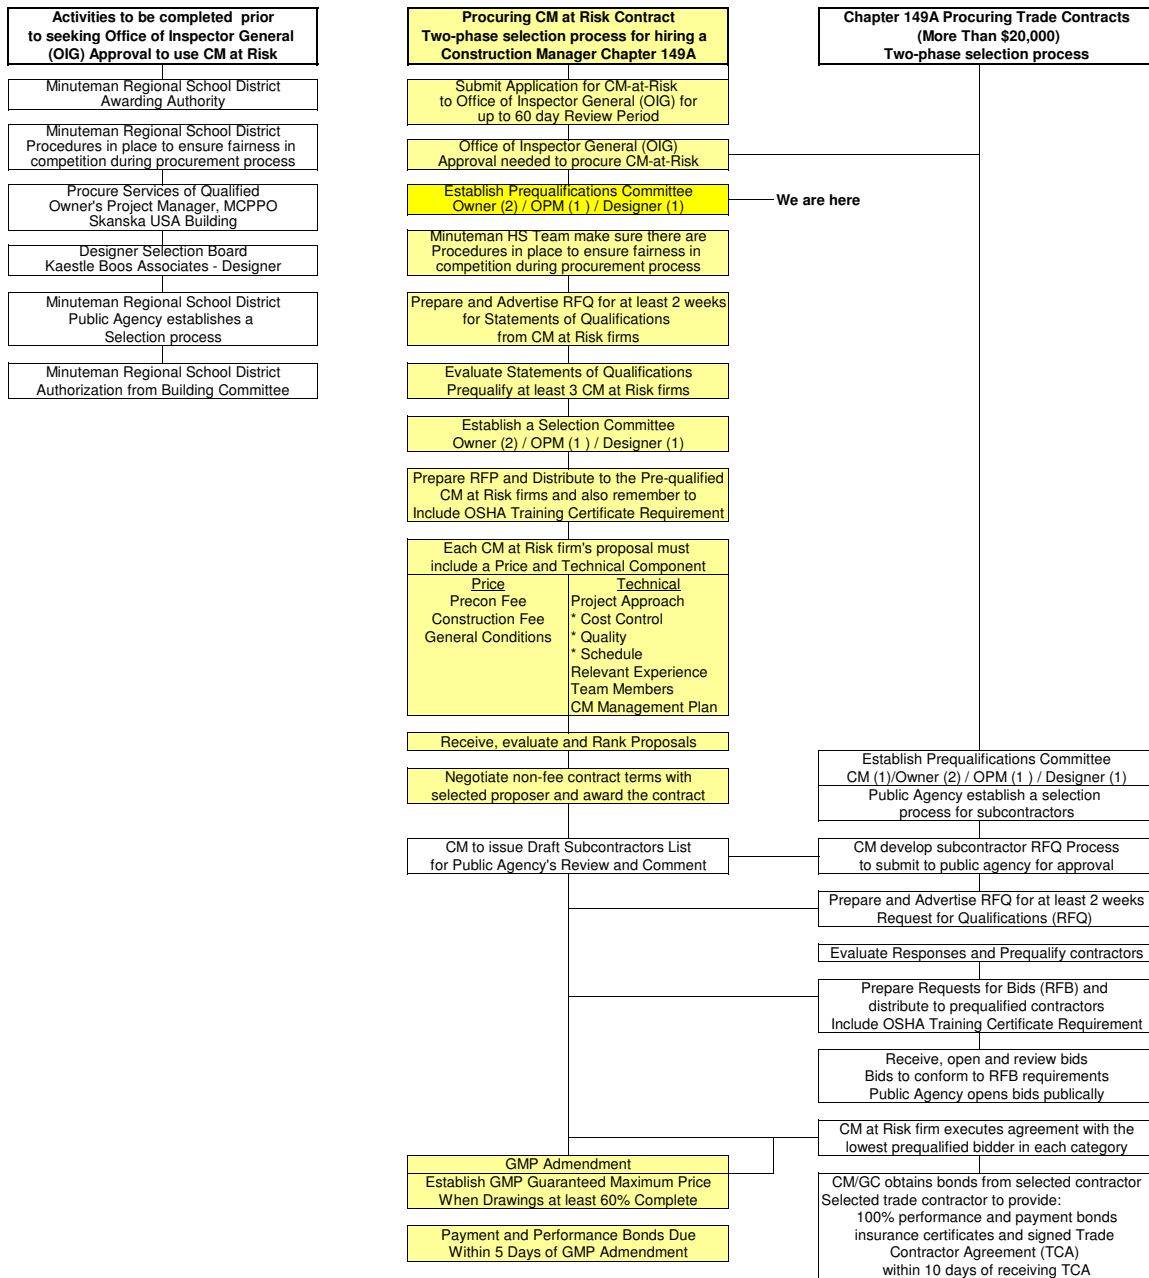 Activities to be completed prior
to seeking Office of Inspector General
(OIG) Approval to use CM at Risk
Minuteman Regional School District
Awarding Authority
Minuteman Regional School District
Procedures in place to ensure fairness in
competition during procurement process
Procure Services of Qualified
Owner's Project Manager, MCPPO
Skanska USA Building
Designer Selection Board
Kaestle Boos Associates - Designer
Minuteman Regional School District
Public Agency establishes a
Selection process
Minuteman Regional School District
Authorization from Building Committee
Procuring CM at Risk Contract
Two-phase selection process for hiring a
Construction Manager Chapter 149A
Submit Application for CM-at-Risk
to Office of Inspector General (OIG) for
up to 60 day Review Period
Office of Inspector General (OIG)
Approval needed to procure CM-at-Risk
Establish Prequalifications Committee
Owner (2) / OPM (1 ) / Designer (1)
We are here
Minuteman HS Team make sure there are
Procedures in place to ensure fairness in
competition during procurement process
Prepare and Advertise RFQ for at least 2 weeks
for Statements of Qualifications
from CM at Risk firms
Evaluate Statements of Qualifications
Prequalify at least 3 CM at Risk firms
Establish a Selection Committee
Owner (2) / OPM (1 ) / Designer (1)
Prepare RFP and Distribute to the Pre-qualified
CM at Risk firms and also remember to
Include OSHA Training Certificate Requirement
Each CM at Risk firm's proposal must
include a Price and Technical Component
Price
Precon Fee
Construction Fee
General Conditions
Technical
Project Approach
* Cost Control
* Quality
* Schedule
Relevant Experience
Team Members
CM Management Plan
Receive, evaluate and Rank Proposals
Negotiate non-fee contract terms with
selected proposer and award the contract
CM to issue Draft Subcontractors List
for Public Agency's Review and Comment
GMP Admendment
Establish GMP Guaranteed Maximum Price
When Drawings at least 60% Complete
Payment and Performance Bonds Due
Within 5 Days of GMP Admendment
Chapter 149A Procuring Trade Contracts
(More Than $20,000)
Two-phase selection process
Establish Prequalifications Committee
CM (1)/Owner (2) / OPM (1 ) / Designer (1)
Public Agency establish a selection
process for subcontractors
CM develop subcontractor RFQ Process
to submit to public agency for approval
Prepare and Advertise RFQ for at least 2 weeks
Request for Qualifications (RFQ)
Evaluate Responses and Prequalify contractors
Prepare Requests for Bids (RFB) and
distribute to prequalified contractors
Include OSHA Training Certificate Requirement
Receive, open and review bids
Bids to conform to RFB requirements
Public Agency opens bids publically
CM at Risk firm executes agreement with the
lowest prequalified bidder in each category
CM/GC obtains bonds from selected contractor
Selected trade contractor to provide:
100% performance and payment bonds
insurance certificates and signed Trade
Contractor Agreement (TCA)
within 10 days of receiving TCA